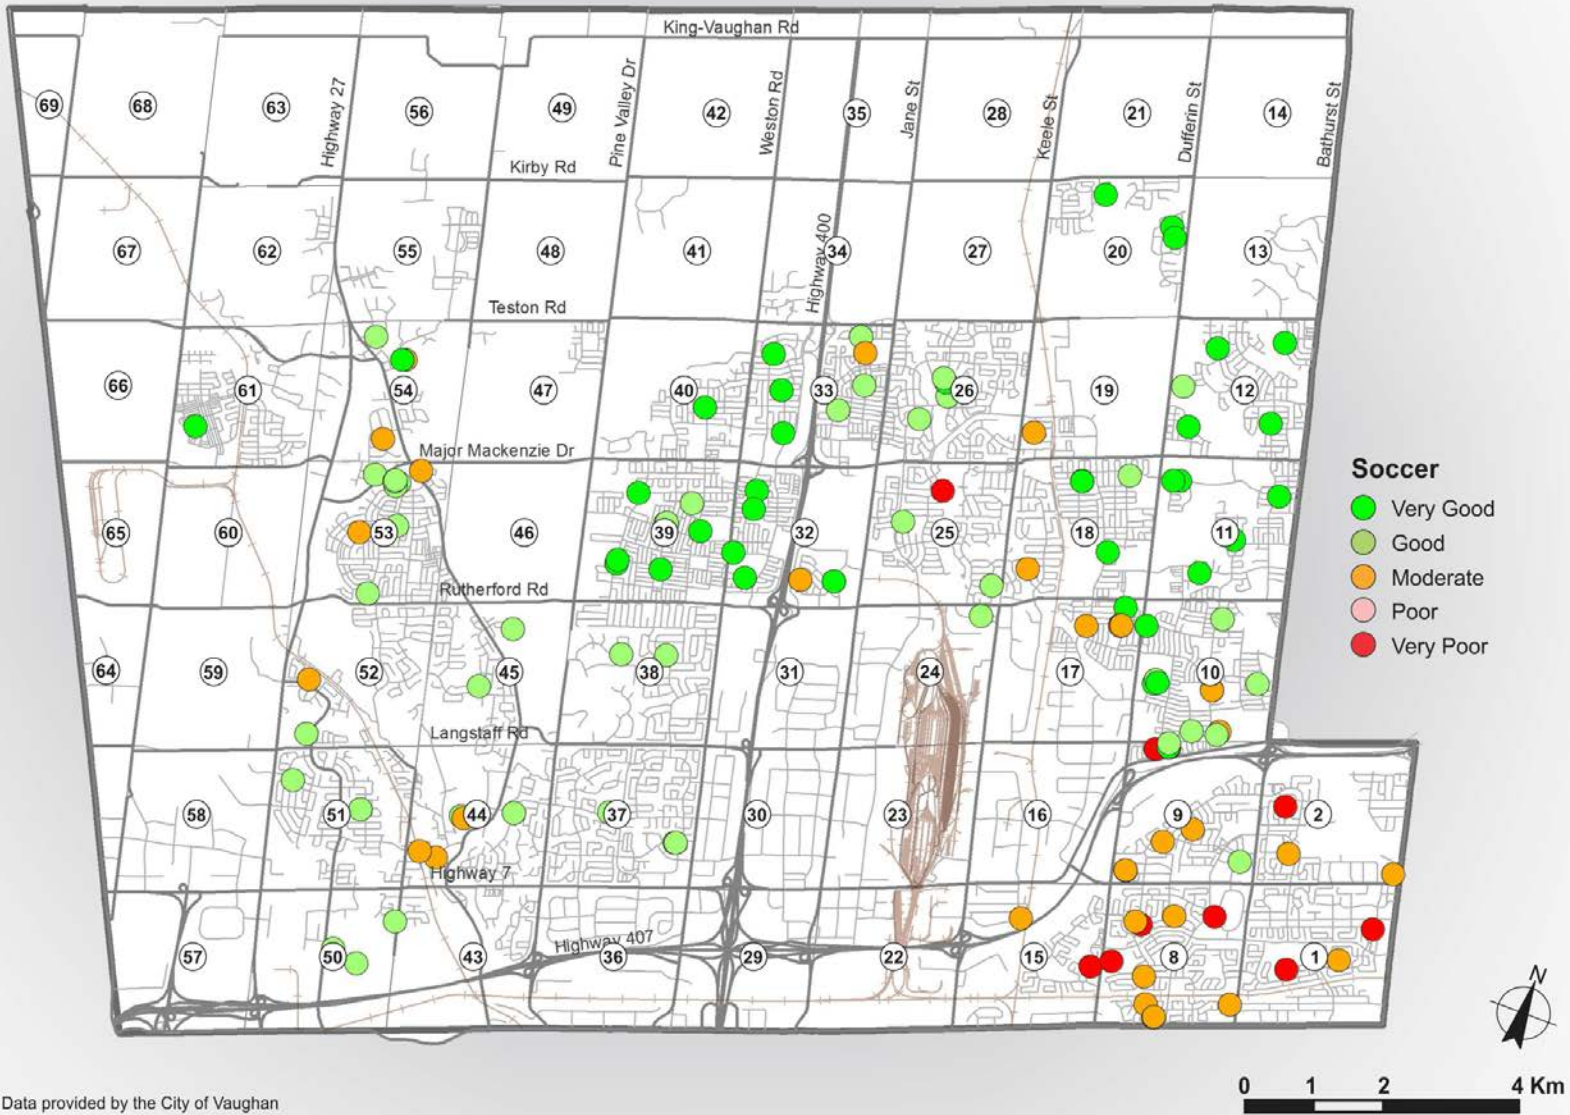 King-Vaughan Rd
Highway 27
Pine Valley Dr
Weston Rd
Jane St
Keele St
Dufferin St
Bathurst St
69
68
63
56
49
42
35
28
21
14
Kirby Rd
67
62
55
48
41
Highway 400
34
27
20
13
Teston Rd
66
61
54
47
40
33
26
19
12
Major Mackenzie Dr
65
60
53
46
39
32
25
18
11
Rutherford Rd
64
59
52
45
38
31
24
17
10
Langstaff Rd
58
51
44
37
30
23
16
9
2
Highway 7
57
50
43
Highway 407
36
29
22
15
8
1
Soccer
Very Good
Good
Moderate
Poor
Very Poor
N
0 1 2 4 Km
Data provided by the City of Vaughan